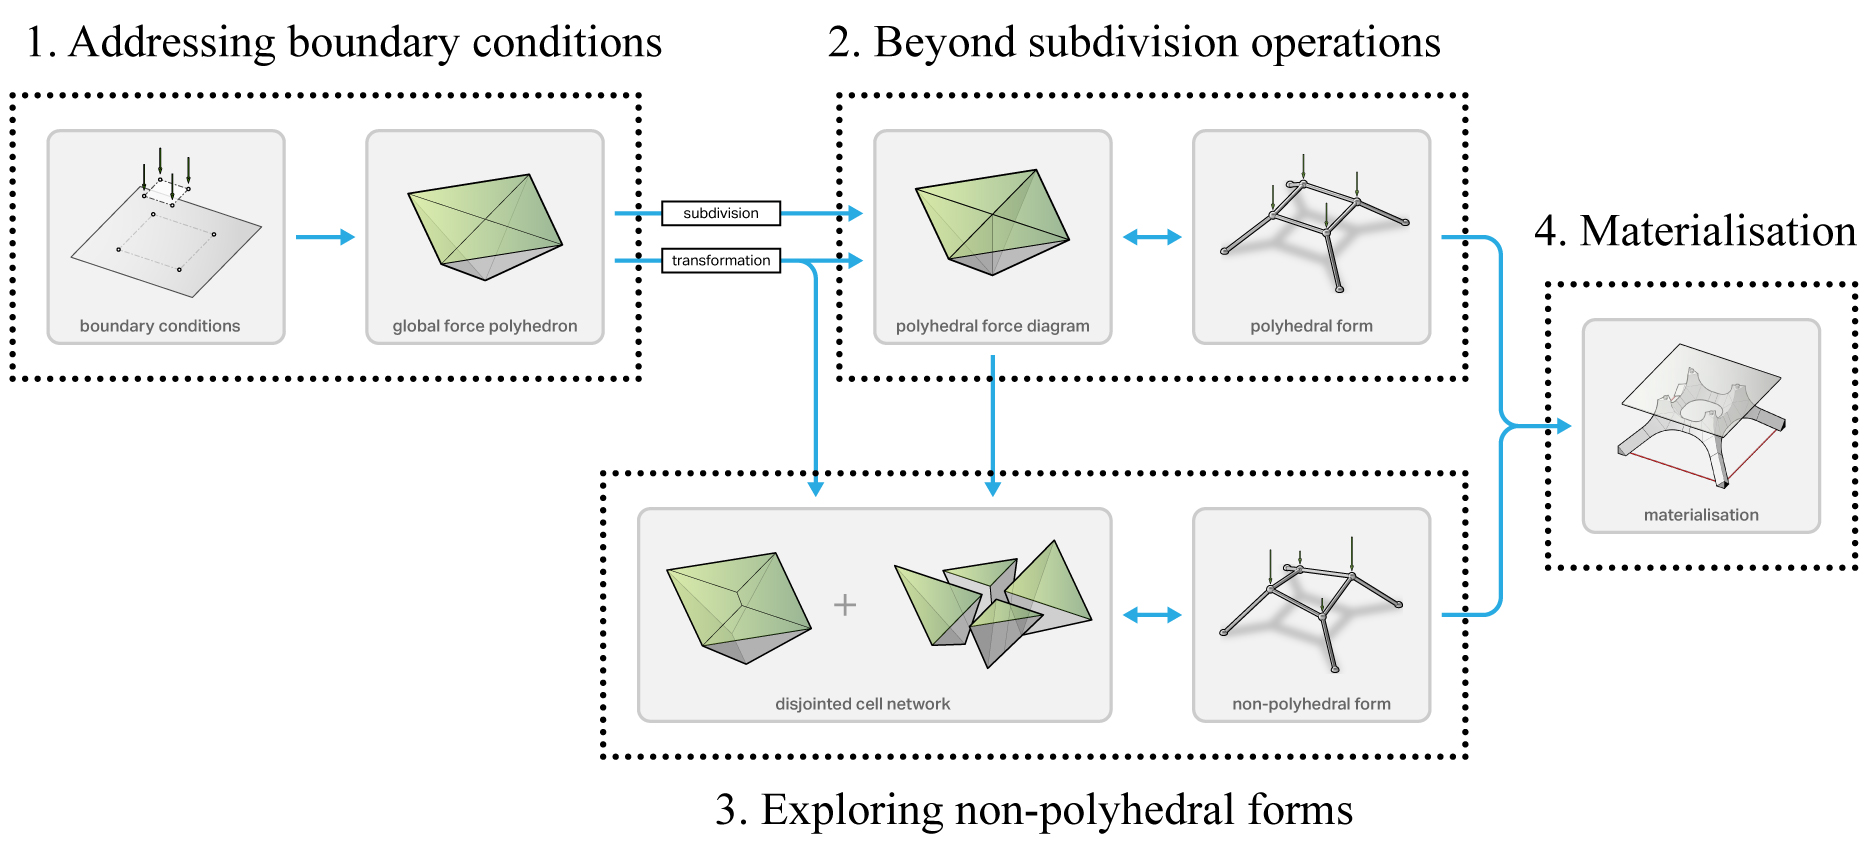 1. Addressing boundary conditions
2. Beyond subdivision operations
boundary conditions
global force polyhedron
subdivision
transformation
polyhedral force diagram
polyhedral form
4. Materialisation
materialisation
disjointed cell network
non-polyhedral form
3. Exploring non-polyhedral forms